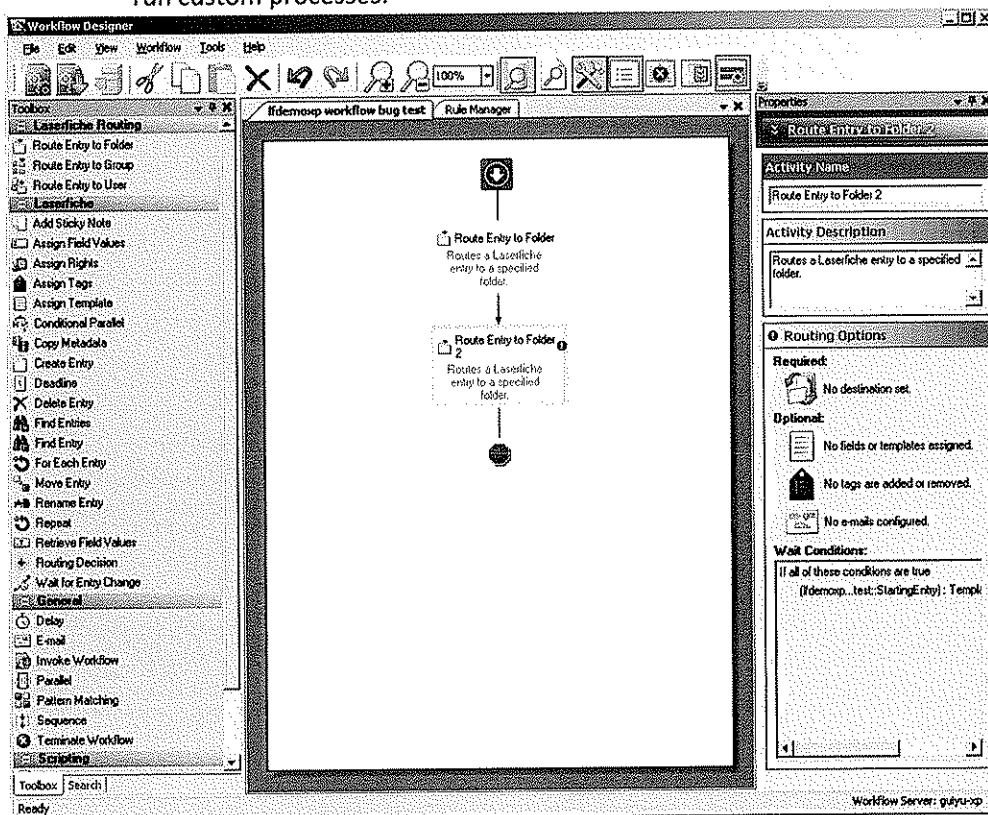 run custom processes.
Workflow Designer
File Edit View Workflow Tools Help
100%
Toolbox
Laserfiche Routing
Route Entry to Folder
Route Entry to Group
Route Entry to User
Laserfiche
Add Sticky Note
Assign Field Values
Assign Rights
Assign Tags
Assign Template
Conditional Parallel
Copy Metadata
Create Entry
Deadline
Delete Entry
Find Entries
Find Entry
For Each Entry
Move Entry
Rename Entry
Repeat
Retrieve Field Values
Routing Decision
Wait for Entry Change
General
Delay
E-mail
Invoke Workflow
Parallel
Pattern Matching
Sequence
Terminate Workflow
Scripting
Toolbox Search
Ready
lfdemoxp workflow bug test Rule Manager
Route Entry to Folder
Routes a Laserfiche
entry to a specified
folder.
Route Entry to Folder
2
Routes a Laserfiche
entry to a specified
folder.
Properties
Route Entry to Folder 2
Activity Name
Route Entry to Folder 2
Activity Description
Routes a Laserfiche entry to a specified
folder.
Routing Options
Required:
No destination set.
Optional:
No fields or templates assigned.
No tags are added or removed.
No e-mails configured.
Wait Conditions:
If all of these conditions are true
(lfdemoxp...test::StartingEntry) : Templa
Workflow Server: guiyu-xp